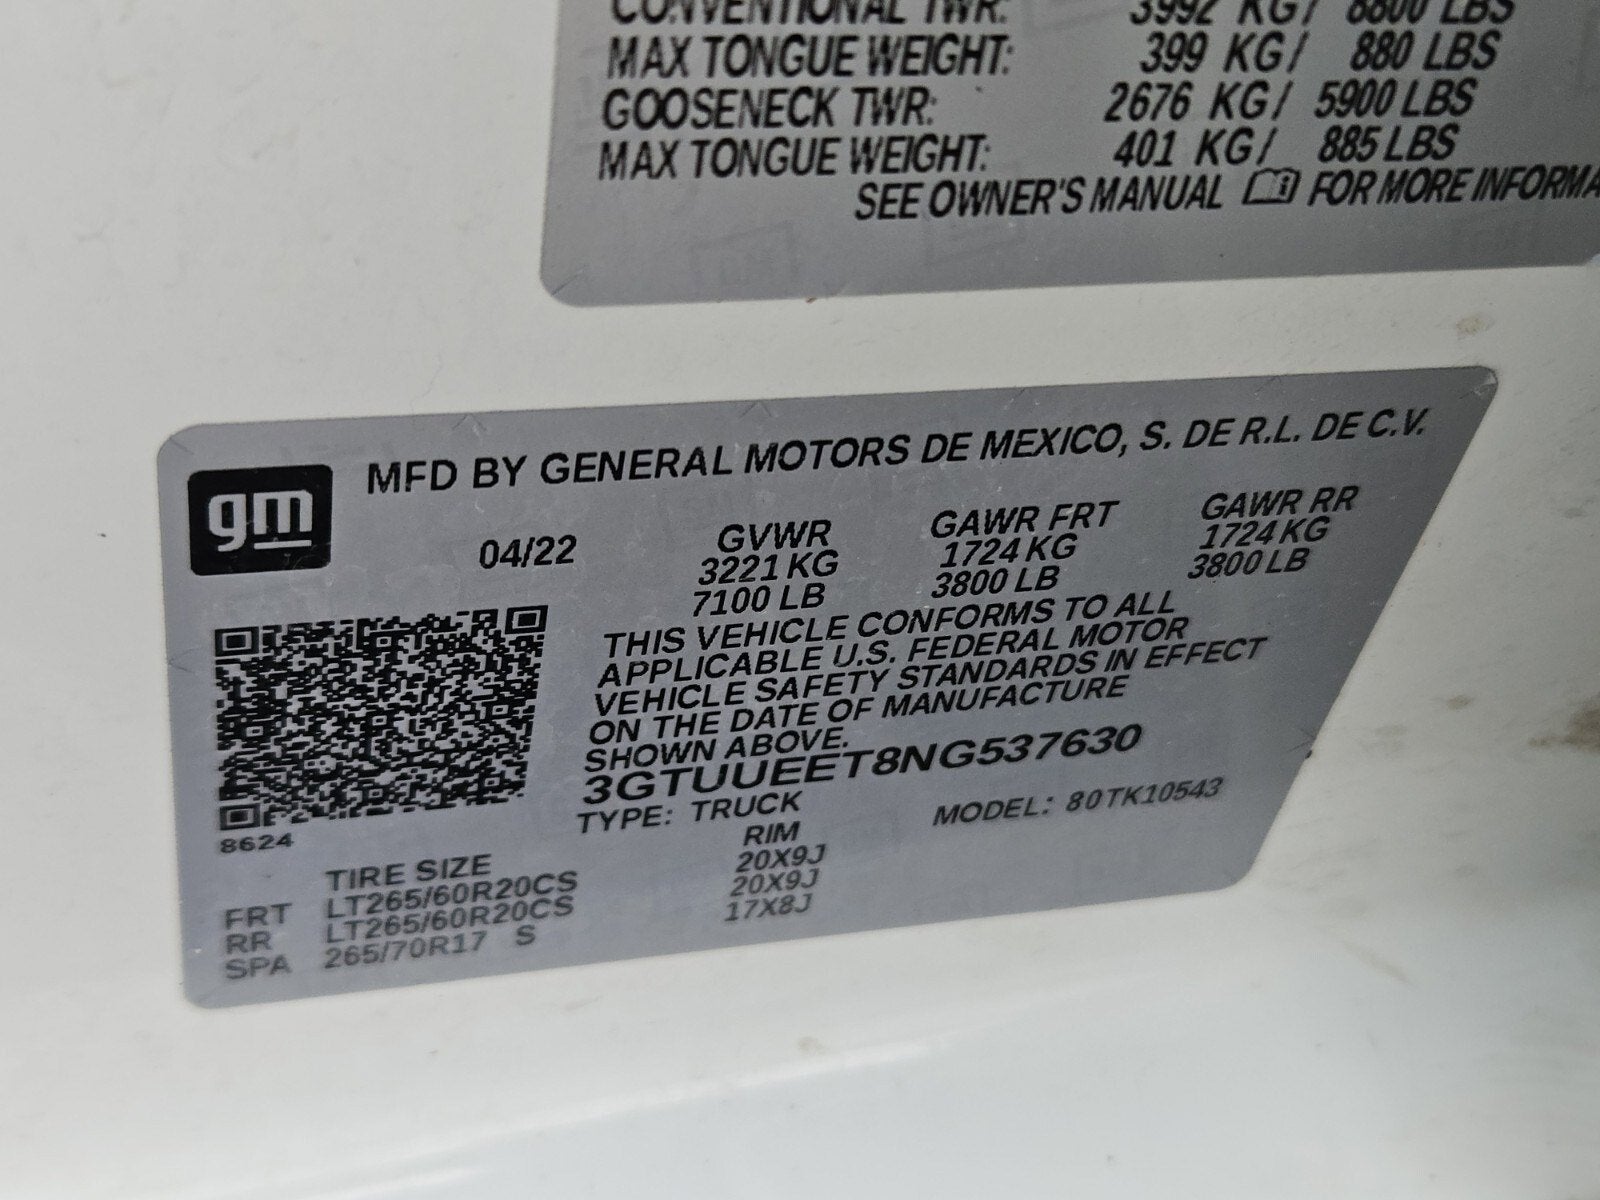 CONVENTIONAL TWR: 3992 KG/ 8800 LBS
MAX TONGUE WEIGHT: 399 KG/ 880 LBS
GOOSENECK TWR: 2676 KG/ 5900 LBS
MAX TONGUE WEIGHT: 401 KG/ 885 LBS
SEE OWNER'S MANUAL FOR MORE INFORMA
gm
MFD BY GENERAL MOTORS DE MEXICO, S. DE R.L. DE C.V.
04/22 GVWR GAWR FRT GAWR RR
3221 KG 1724 KG 1724 KG
7100 LB 3800 LB 3800 LB
THIS VEHICLE CONFORMS TO ALL
APPLICABLE U.S. FEDERAL MOTOR
VEHICLE SAFETY STANDARDS IN EFFECT
ON THE DATE OF MANUFACTURE
SHOWN ABOVE.
3GTUUEET8NG537630
TYPE: TRUCK MODEL: 80TK10543
8624
TIRE SIZE RIM
FRT LT265/60R20CS 20X9J
RR LT265/60R20CS 20X9J
SPA 265/70R17 S 17X8J